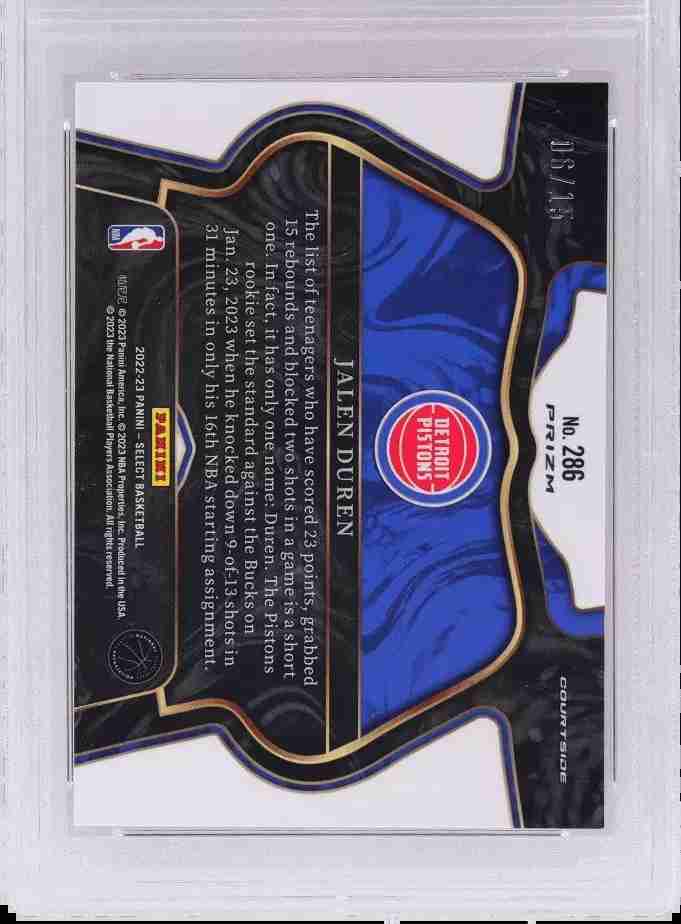 06/15
No. 286
PRIZM
COURTSIDE
DETROIT
PISTONS
JALEN DUREN
The list of teenagers who have scored 23 points, grabbed
15 rebounds and blocked two shots in a game is a short
one. In fact, it has only one name: Duren. The Pistons
rookie set the standard against the Bucks on
Jan. 23, 2023 when he knocked down 9-of-13 shots in
31 minutes in only his 16th NBA starting assignment.
PANINI
2022-23 PANINI – SELECT BASKETBALL
© 2023 Panini America, Inc. © 2023 NBA Properties, Inc. Produced in the USA.
© 2023 the National Basketball Players Association. All rights reserved.
NBA